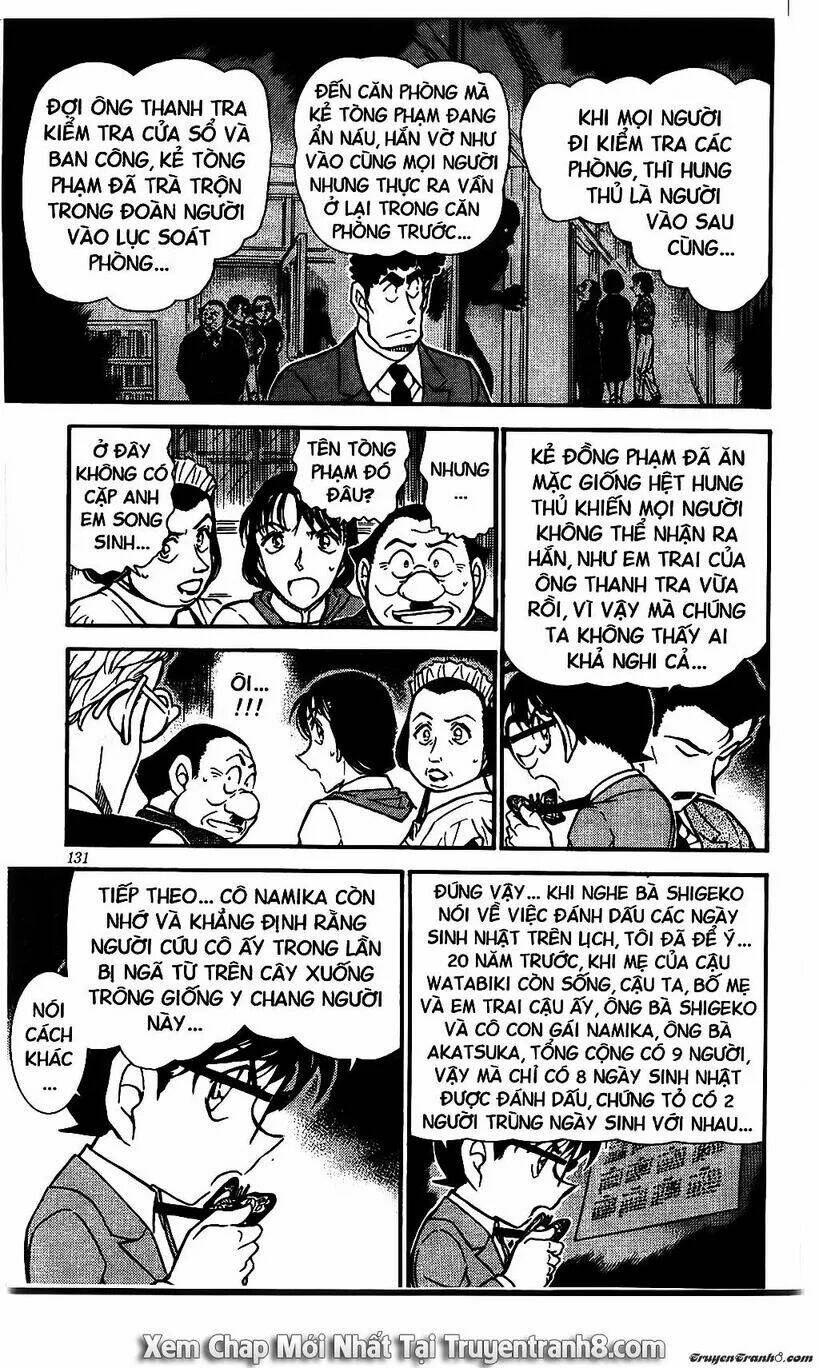 KHI MỌI NGƯỜI
ĐI KIỂM TRA CÁC
PHÒNG, THÌ HUNG
THỦ LÀ NGƯỜI
VÀO SAU
CÙNG...
ĐẾN CĂN PHÒNG MÀ
KẺ TÒNG PHẠM ĐANG
ẨN NÁU, HẮN VỜ NHƯ
VÀO CÙNG MỌI NGƯỜI
NHƯNG THỰC RA VẪN
Ở LẠI TRONG CĂN
PHÒNG TRƯỚC...
ĐỢI ÔNG THANH TRA
KIỂM TRA CỬA SỔ VÀ
BAN CÔNG, KẺ TÒNG
PHẠM ĐÃ TRÀ TRỘN
TRONG ĐOÀN NGƯỜI
VÀO LỤC SOÁT
PHÒNG...
KẺ ĐỒNG PHẠM ĐÃ ĂN
MẶC GIỐNG HỆT HUNG
THỦ KHIẾN MỌI NGƯỜI
KHÔNG THỂ NHẬN RA
HẮN, NHƯ EM TRAI CỦA
ÔNG THANH TRA VỪA
RỒI, VÌ VẬY MÀ CHÚNG
TA KHÔNG THẤY AI
KHẢ NGHI CẢ...
NHƯNG
...
TÊN TÒNG
PHẠM ĐÓ
ĐÂU?
Ở ĐÂY
KHÔNG CÓ
CẶP ANH
EM SONG
SINH...
ÔI...
!!!
131
ĐÚNG VẬY... KHI NGHE BÀ SHIGEKO
NÓI VỀ VIỆC ĐÁNH DẤU CÁC NGÀY
SINH NHẬT TRÊN LỊCH, TÔI ĐÃ ĐỂ Ý...
20 NĂM TRƯỚC, KHI MẸ CỦA CẬU
WATABIKI CÒN SỐNG, CẬU TA, BỐ MẸ
VÀ EM TRAI CẬU ẤY, ÔNG BÀ SHIGEKO
VÀ CÔ CON GÁI NAMIKA, ÔNG BÀ
AKATSUKA, TỔNG CỘNG CÓ 9 NGƯỜI,
VẬY MÀ CHỈ CÓ 8 NGÀY SINH NHẬT
ĐƯỢC ĐÁNH DẤU, CHỨNG TỎ CÓ 2
NGƯỜI TRÙNG NGÀY SINH VỚI NHAU...
TIẾP THEO... CÔ NAMIKA CÒN
NHỚ VÀ KHẲNG ĐỊNH RẰNG
NGƯỜI CỨU CÔ ẤY TRONG LẦN
BỊ NGÃ TỪ TRÊN CÂY XUỐNG
TRÔNG GIỐNG Y CHANG NGƯỜI
NÀY...
NÓI
CÁCH
KHÁC
...
Xem Chap Mới Nhất Tại Truyentranh8.com
TruyenTranh8.com